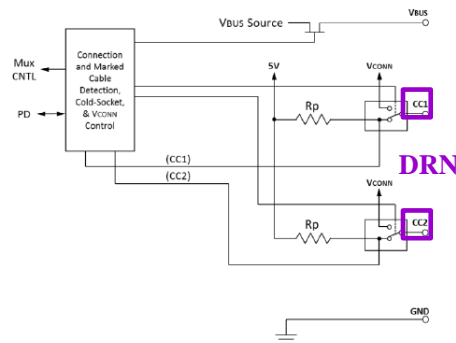 VBUS Source
VBUS
Connection
and Marked
Cable
Detection,
Cold-Socket,
& VCONN
Control
Mux
CNTL
PD
5V
VCONN
Rp
CC1
(CC1)
DRN
(CC2)
VCONN
Rp
CC2
GND